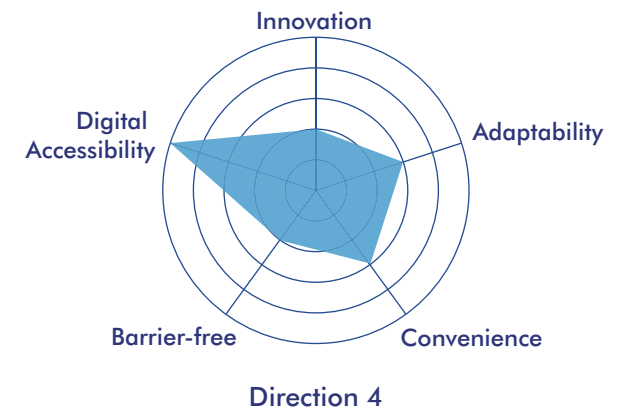 Innovation
Digital
Accessibility
Adaptability
Barrier-free
Convenience
Direction 4